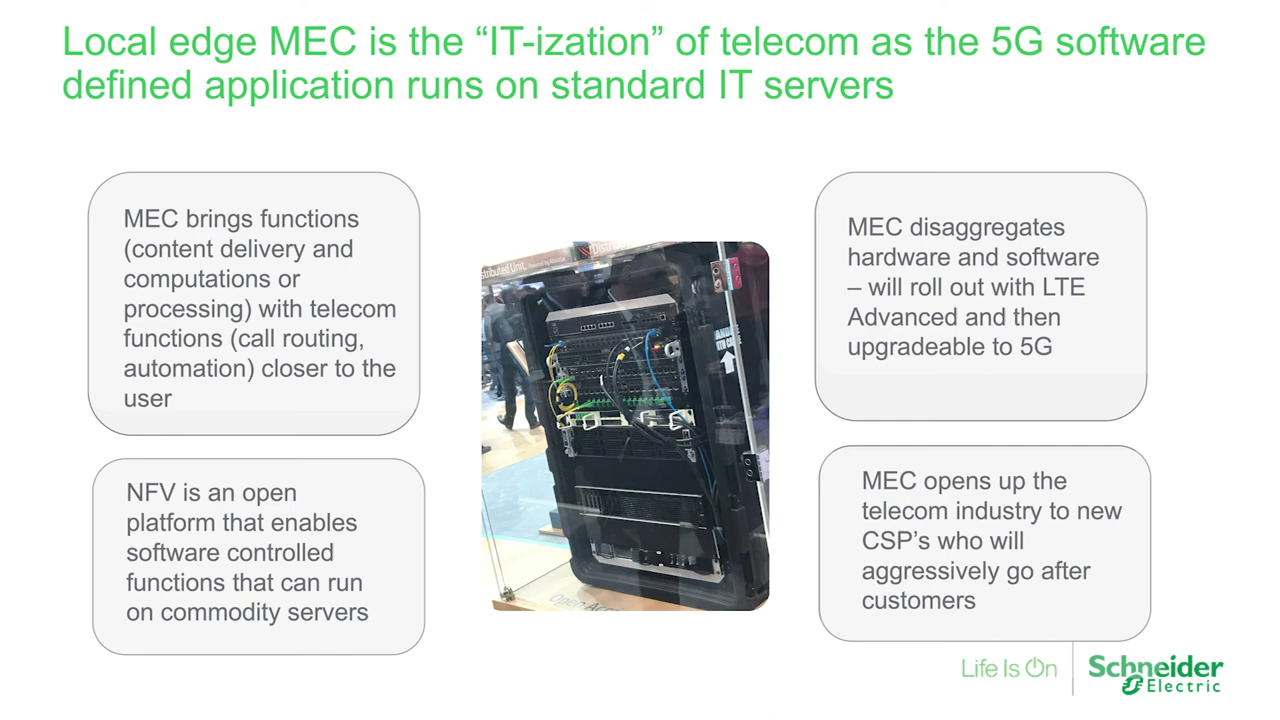 Local edge MEC is the “IT-ization” of telecom as the 5G software
defined application runs on standard IT servers
MEC brings functions
(content delivery and
computations or
processing) with telecom
functions (call routing,
automation) closer to the
user
NFV is an open
platform that enables
software controlled
functions that can run
on commodity servers
stributed Unit.
Open Acc
MEC disaggregates
hardware and software
– will roll out with LTE
Advanced and then
upgradeable to 5G
MEC opens up the
telecom industry to new
CSP’s who will
aggressively go after
customers
Life Is On
Schneider
Electric